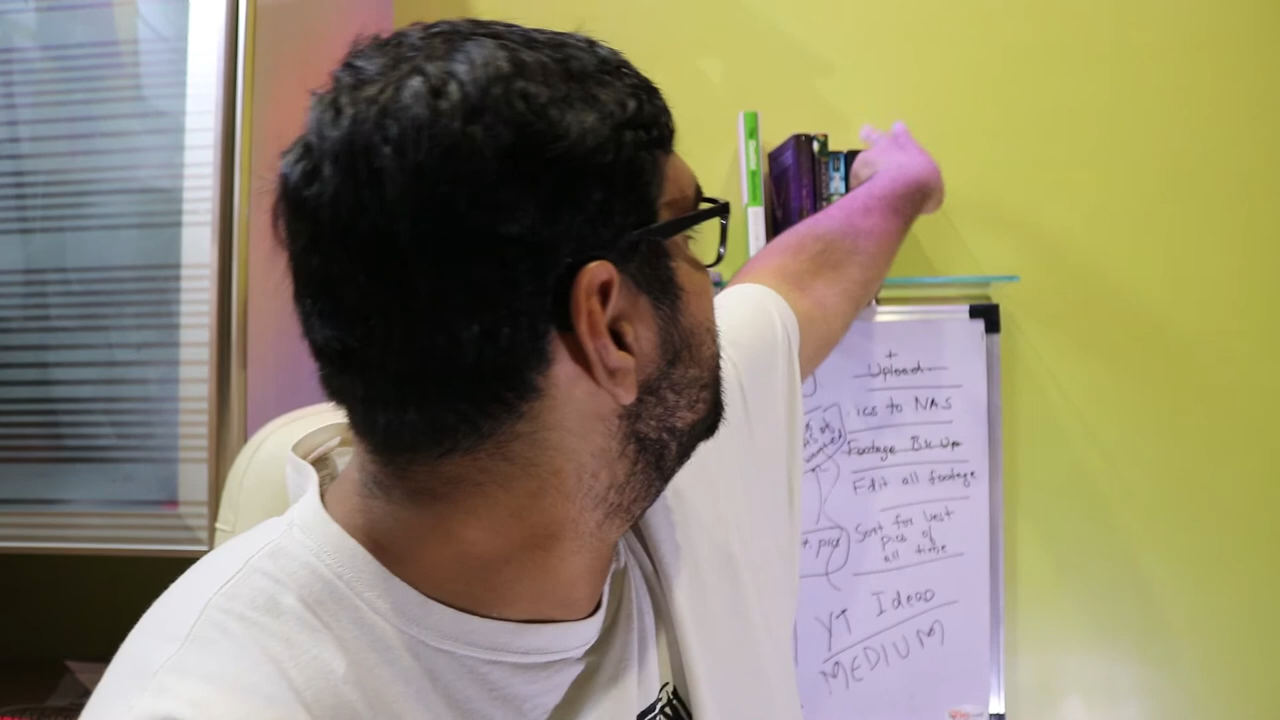 Upload
ics to NAS
Footage Bk Up
Edit all footage
Sort for best
pics of
all time
YT Ideas
MEDIUM